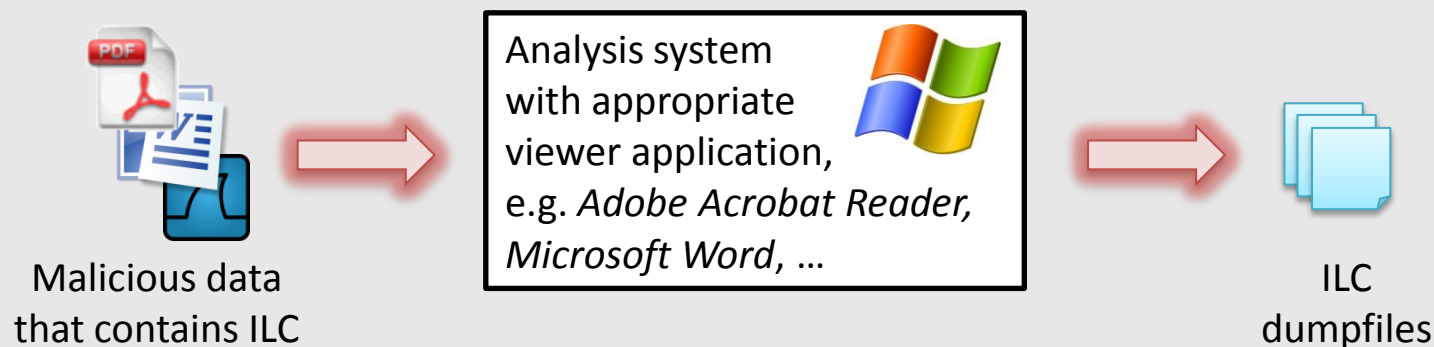 PDF
W
Malicious data
that contains ILC
Analysis system
with appropriate
viewer application,
e.g. Adobe Acrobat Reader,
Microsoft Word, …
ILC
dumpfiles